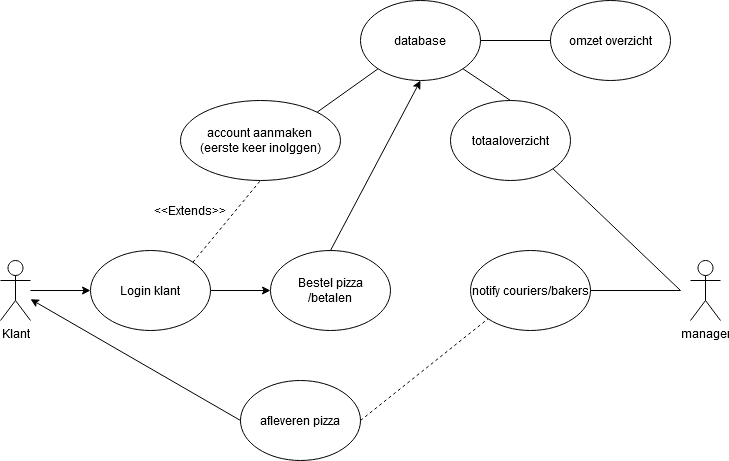 database
omzet overzicht
account aanmaken
(eerste keer inolggen)
totaaloverzicht
<<Extends>>
Login klant
Bestel pizza
/betalen
notify couriers/bakers
Klant
manager
afleveren pizza